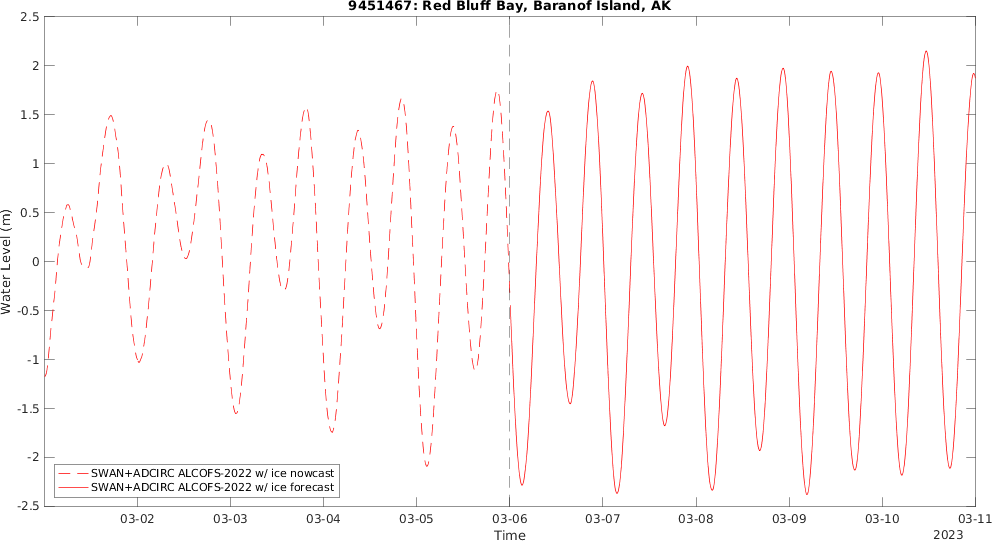 9451467: Red Bluff Bay, Baranof Island, AK
2.5
2
1.5
1
0.5
0
-0.5
-1
-1.5
-2
-2.5
Water Level (m)
SWAN+ADCIRC ALCOFS-2022 w/ ice nowcast
SWAN+ADCIRC ALCOFS-2022 w/ ice forecast
03-02 03-03 03-04 03-05 03-06 03-07 03-08 03-09 03-10 03-11
Time
2023